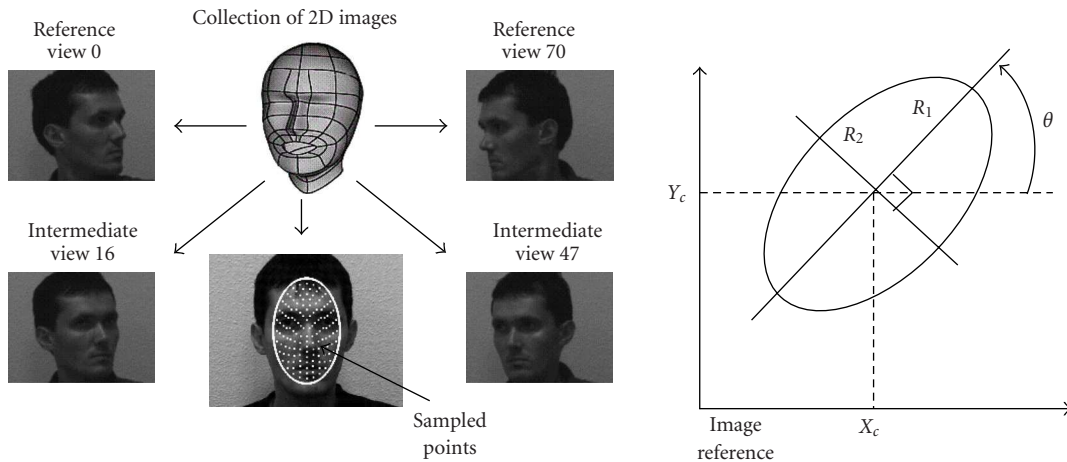 Collection of 2D images
Reference
view 0
Reference
view 70
Intermediate
view 16
Intermediate
view 47
Sampled
points
R1
R2
θ
Yc
Xc
Image
reference